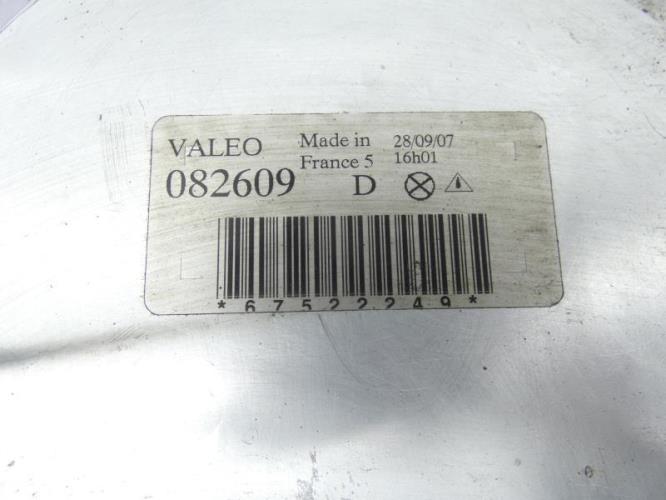 VALEO Made in 28/09/07
France 5 16h01
082609 D
*67522249*